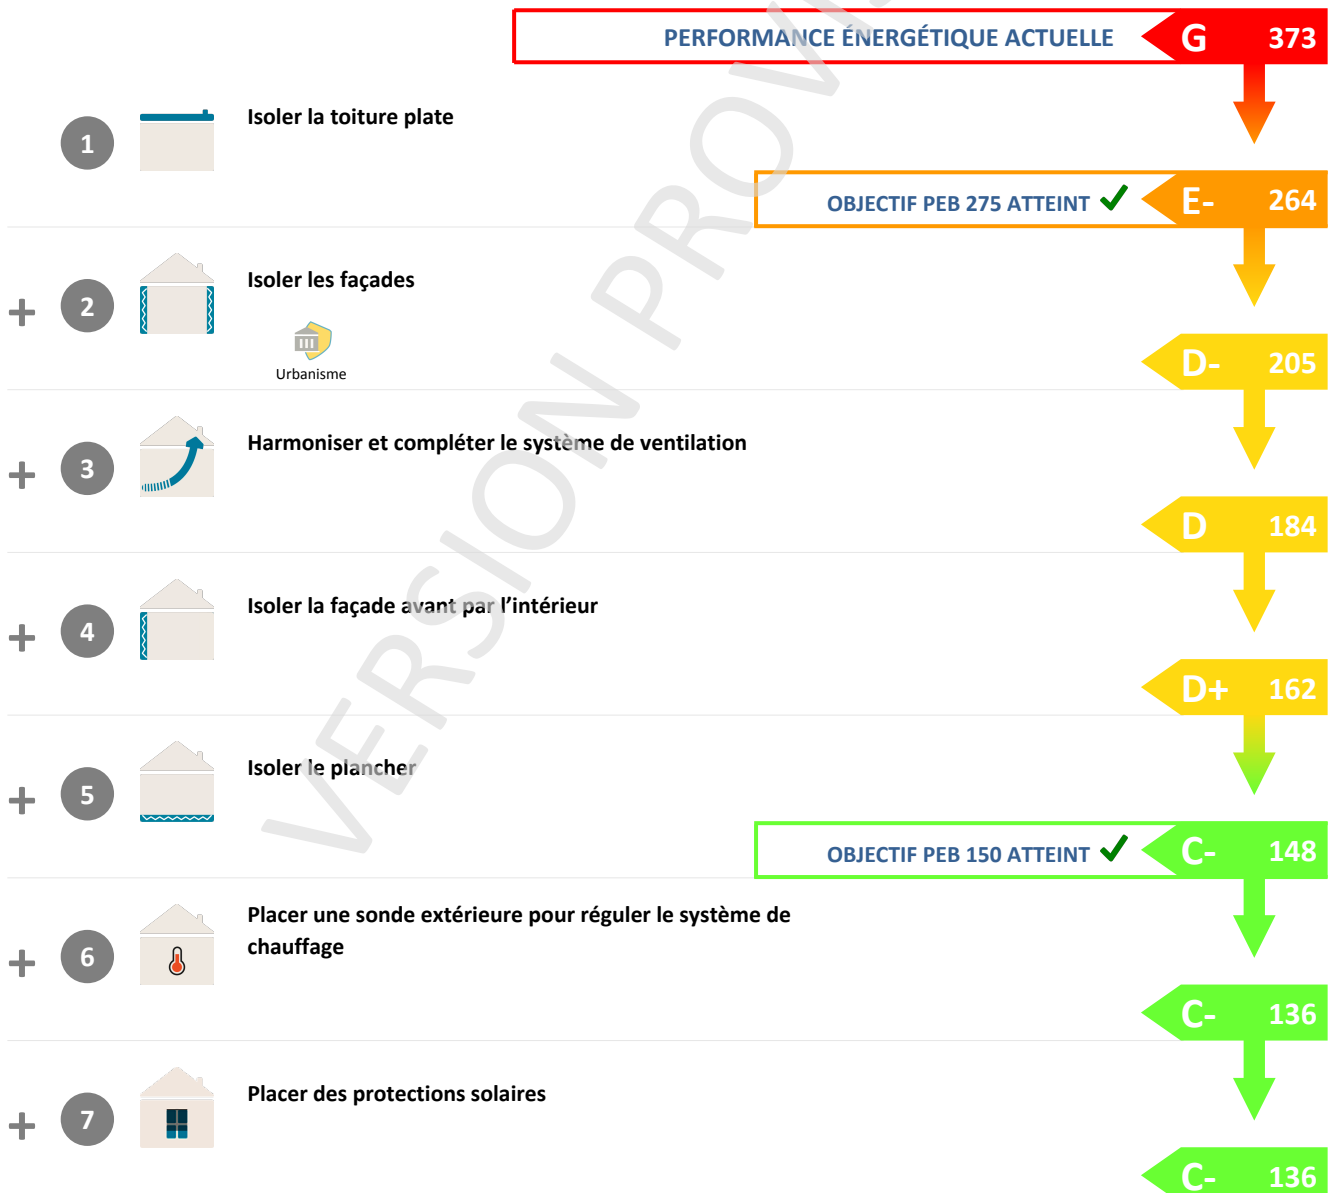 PERFORMANCE ÉNERGÉTIQUE ACTUELLE G 373
1 Isoler la toiture plate
OBJECTIF PEB 275 ATTEINT ✔ E- 264
+ 2 Isoler les façades
Urbanisme
D- 205
+ 3 Harmoniser et compléter le système de ventilation
D 184
+ 4 Isoler la façade avant par l'intérieur
D+ 162
+ 5 Isoler le plancher
OBJECTIF PEB 150 ATTEINT ✔ C- 148
+ 6 Placer une sonde extérieure pour réguler le système de
chauffage
C- 136
+ 7 Placer des protections solaires
C- 136
VERSION PROVIS